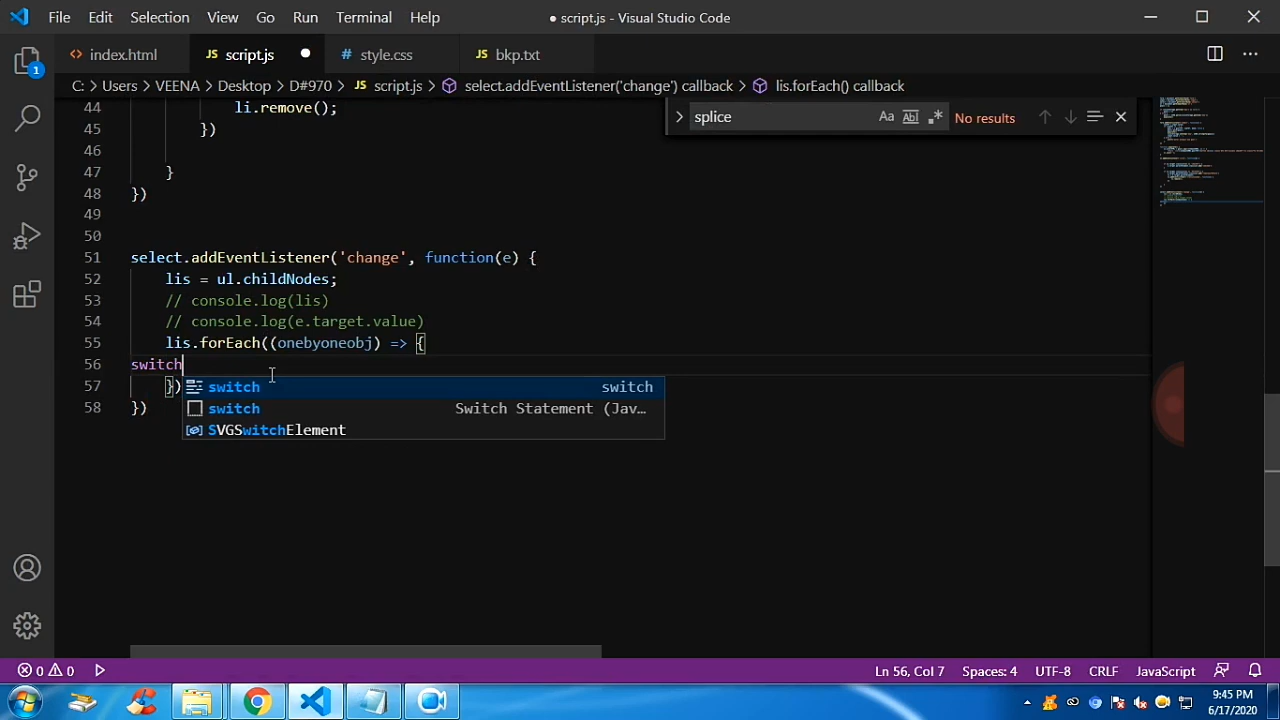 File Edit Selection View Go Run Terminal Help ● script.js - Visual Studio Code
<> index.html JS script.js ● # style.css JS bkp.txt
C: > Users > VEENA > Desktop > D#970 > JS script.js > select.addEventListener('change') callback > lis.forEach() callback
44 li.remove();
splice Aa Abl .* No results
45 })
46
47 }
48 })
49
50
51 select.addEventListener('change', function(e) {
52 lis = ul.childNodes;
53 // console.log(lis)
54 // console.log(e.target.value)
55 lis.forEach((onebyoneobj) => {
56 switch
57 })
switch switch
58 })
switch Switch Statement (Jav…
SVGSwitchElement
1
0 0 Ln 56, Col 7 Spaces: 4 UTF-8 CRLF JavaScript
9:45 PM
6/17/2020